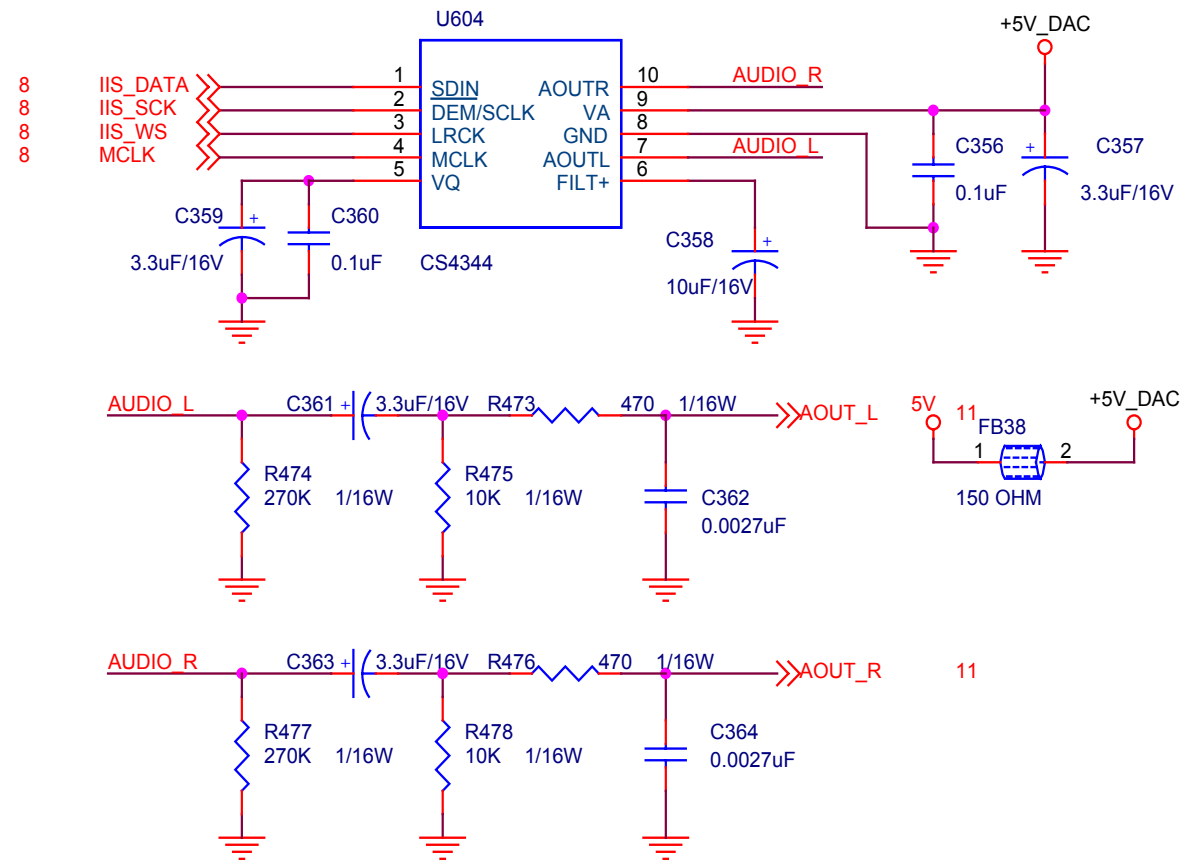 U604
+5V_DAC
8 IIS_DATA 1 SDIN AOUTR 10 AUDIO_R
8 IIS_SCK 2 DEM/SCLK VA 9
8 IIS_WS 3 LRCK GND 8
8 MCLK 4 MCLK AOUTL 7 AUDIO_L
5 VQ FILT+ 6
C356 + C357
0.1uF 3.3uF/16V
C359 + C360
3.3uF/16V 0.1uF CS4344
C358 +
10uF/16V
AUDIO_L C361 + 3.3uF/16V R473 470 1/16W AOUT_L 11
R474 R475
270K 1/16W 10K 1/16W
C362
0.0027uF
5V +5V_DAC
FB38
1 2
150 OHM
AUDIO_R C363 + 3.3uF/16V R476 470 1/16W AOUT_R 11
R477 R478
270K 1/16W 10K 1/16W
C364
0.0027uF